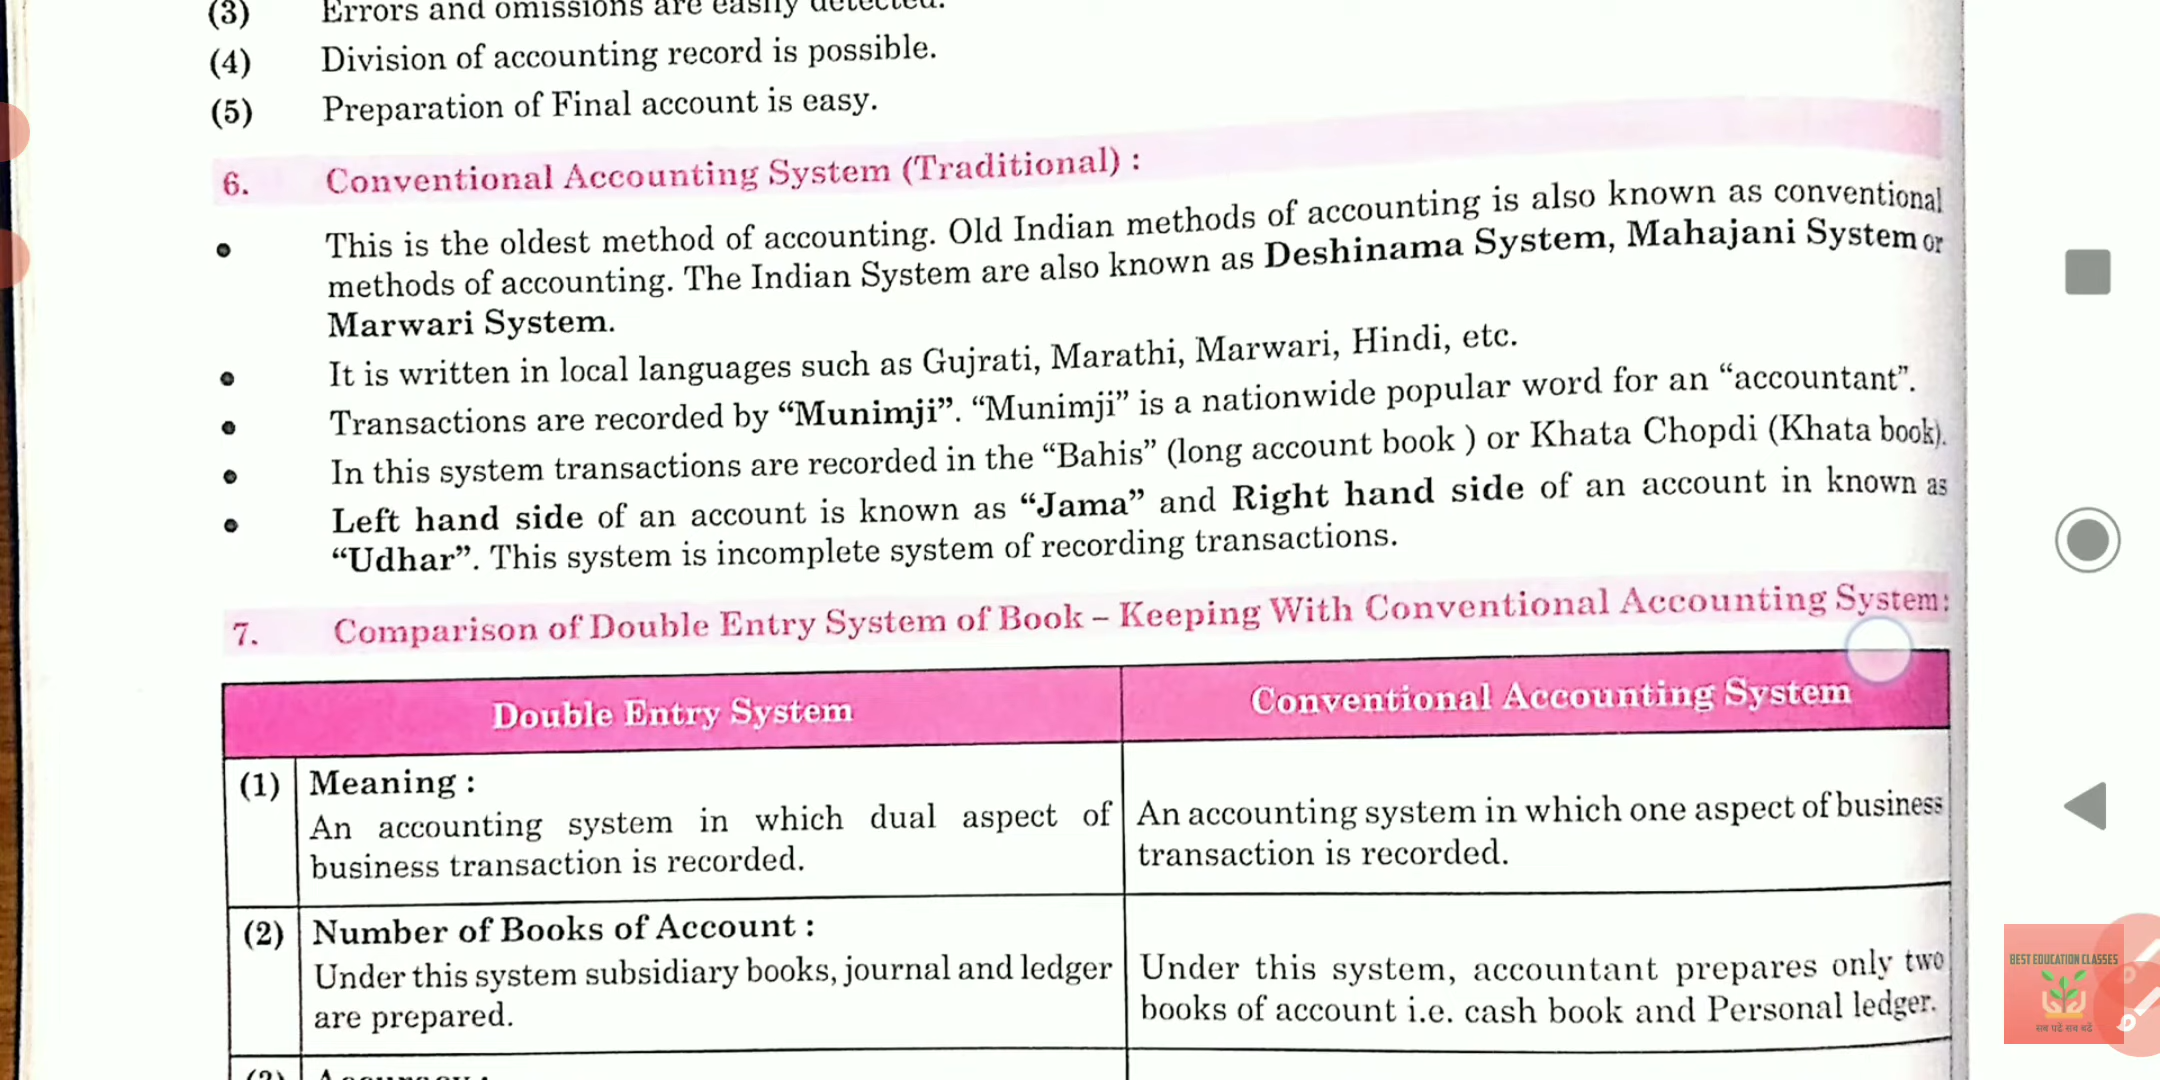 (3) Errors and omissions are easily detected.
(4) Division of accounting record is possible.
(5) Preparation of Final account is easy.
6. Conventional Accounting System (Traditional) :
• This is the oldest method of accounting. Old Indian methods of accounting is also known as conventional
methods of accounting. The Indian System are also known as Deshinama System, Mahajani System or
Marwari System.
• It is written in local languages such as Gujrati, Marathi, Marwari, Hindi, etc.
• Transactions are recorded by “Munimji”. “Munimji” is a nationwide popular word for an “accountant”.
• In this system transactions are recorded in the “Bahis” (long account book ) or Khata Chopdi (Khata book).
• Left hand side of an account is known as “Jama” and Right hand side of an account in known as
“Udhar”. This system is incomplete system of recording transactions.
7. Comparison of Double Entry System of Book – Keeping With Conventional Accounting System:
Double Entry System
Conventional Accounting System
(1) Meaning :
An accounting system in which dual aspect of
business transaction is recorded.
An accounting system in which one aspect of business
transaction is recorded.
(2) Number of Books of Account :
Under this system subsidiary books, journal and ledger
are prepared.
Under this system, accountant prepares only two
books of account i.e. cash book and Personal ledger.
(3) Accuracy :
BEST EDUCATION CLASSES
सब पढे सब बढे